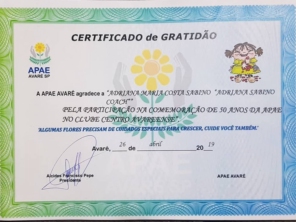 CERTIFICADO de GRATIDÃO
APAE
AVARÉ SP
A APAE AVARÉ agradece a "ADRIANA MARIA COSTA SABINO "ADRIANA SABINO
COACH""
PELA PARTICIPAÇÃO NA COMEMORAÇÃO DE 50 ANOS DA APAE
NO CLUBE CENTRO AVAREENSE"
"ALGUMAS FLORES PRECISAM DE CUIDADOS ESPECIAIS PARA CRESCER, CUIDE VOCÊ TAMBÉM."
Avaré, 26 de abril de 2019
Presidente
APAE AVARÉ